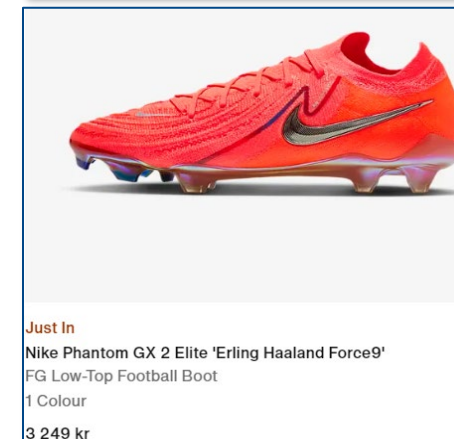 Just In
Nike Phantom GX 2 Elite 'Erling Haaland Force9'
FG Low-Top Football Boot
1 Colour
3 249 kr